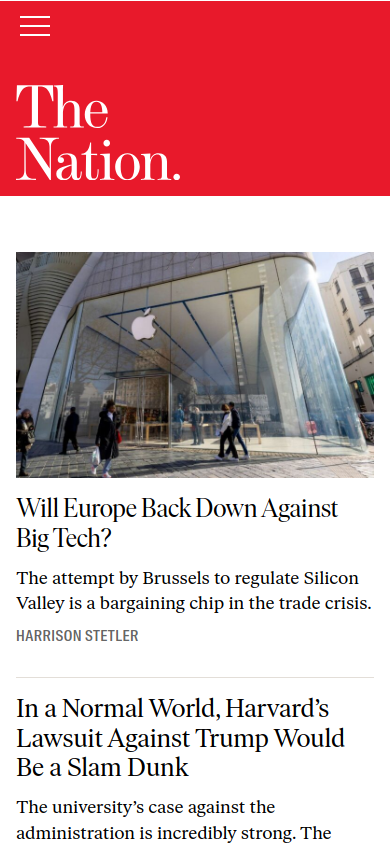 The
Nation.
Will Europe Back Down Against
Big Tech?
The attempt by Brussels to regulate Silicon
Valley is a bargaining chip in the trade crisis.
HARRISON STETLER
In a Normal World, Harvard’s
Lawsuit Against Trump Would
Be a Slam Dunk
The university’s case against the
administration is incredibly strong. The